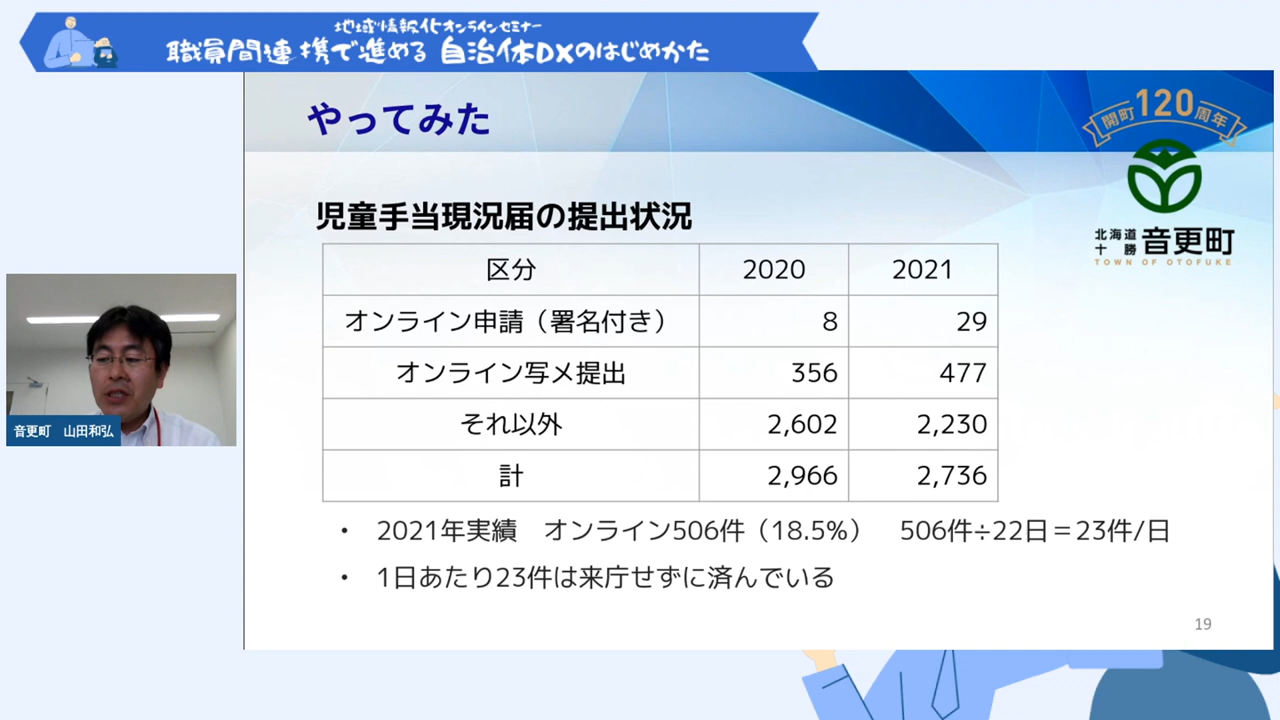 地域情報化オンラインセミナー
職員間連携で進める 自治体DXのはじめかた
やってみた
開町120周年
北海道
十勝
音更町
TOWN OF OTOFUKE
児童手当現況届の提出状況
区分 2020 2021
オンライン申請（署名付き） 8 29
オンライン写メ提出 356 477
それ以外 2,602 2,230
計 2,966 2,736
・ 2021年実績 オンライン506件（18.5%） 506件÷22日＝23件/日
・ 1日あたり23件は来庁せずに済んでいる
音更町 山田和弘
19